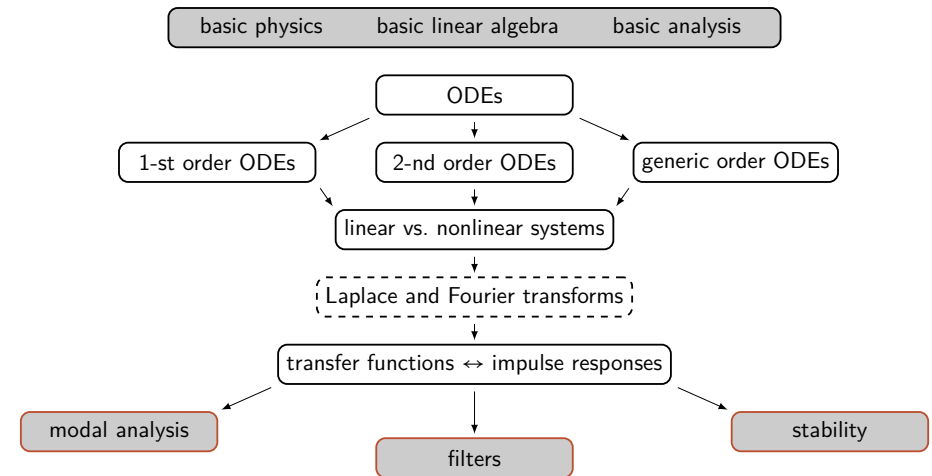 basic physics basic linear algebra basic analysis
ODEs
1-st order ODEs 2-nd order ODEs generic order ODEs
linear vs. nonlinear systems
Laplace and Fourier transforms
transfer functions ↔ impulse responses
modal analysis stability
filters